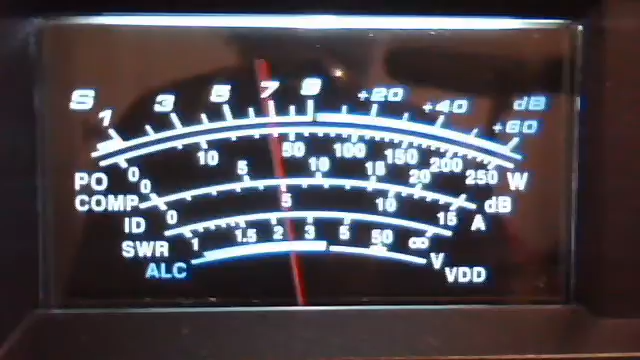 S 1 3 5 7 9 +20 +40 +60 dB
PO 0 10 50 100 150 200 250 W
COMP 0 5 10 15 20 dB
ID 0 5 10 15 A
SWR 1 1.5 2 3 5 50 ∞
ALC V VDD